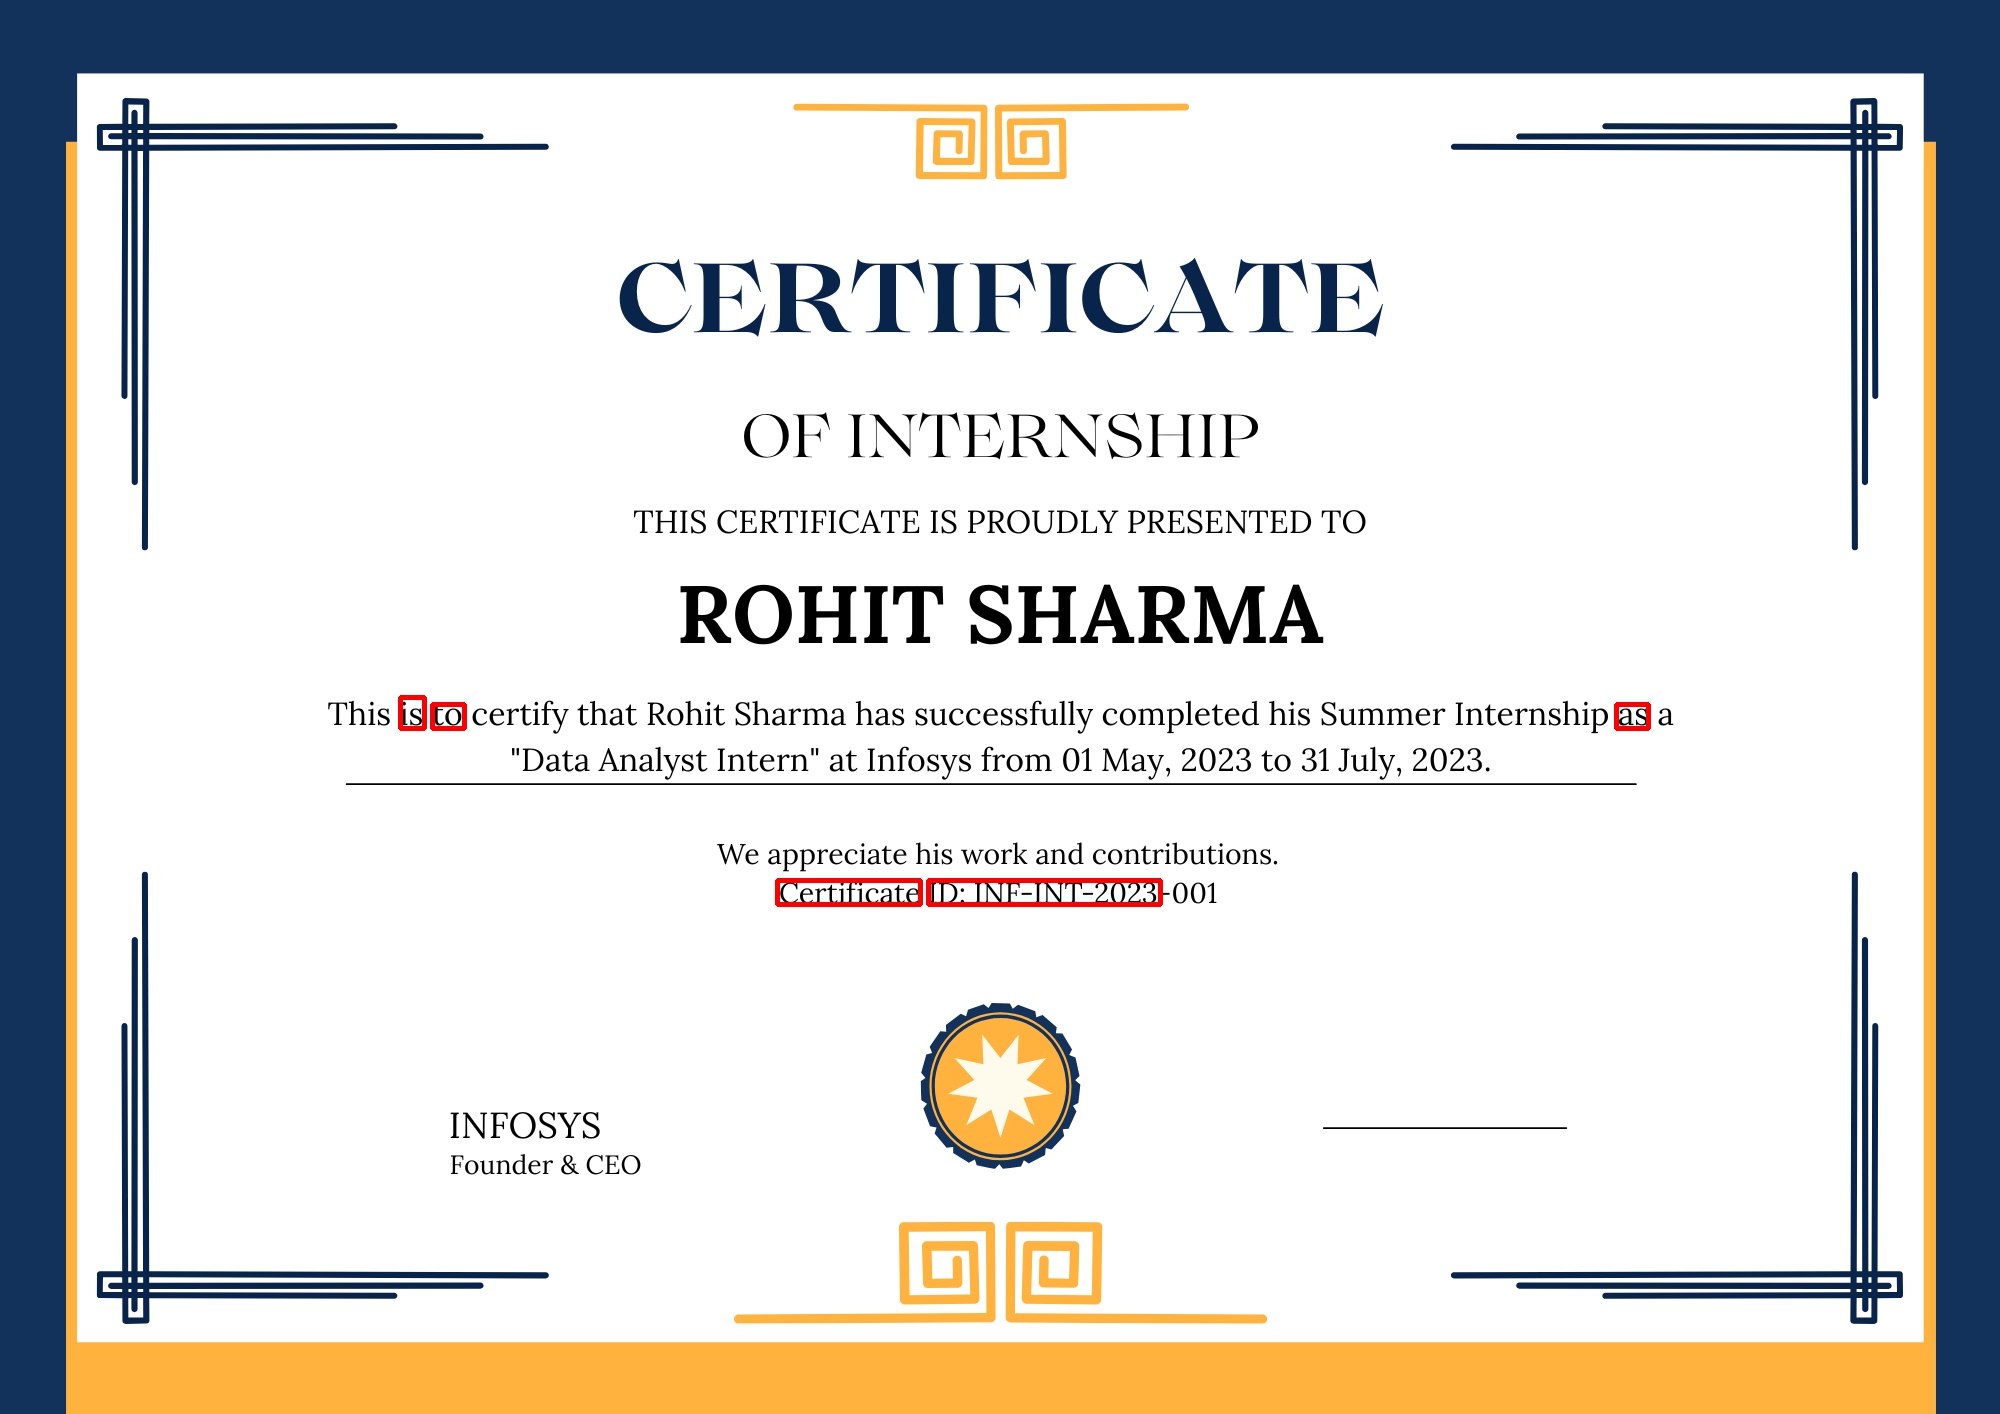 CERTIFICATE
OF INTERNSHIP
THIS CERTIFICATE IS PROUDLY PRESENTED TO
ROHIT SHARMA
This is to certify that Rohit Sharma has successfully completed his Summer Internship as a
"Data Analyst Intern" at Infosys from 01 May, 2023 to 31 July, 2023.
We appreciate his work and contributions.
Certificate ID: INF-INT-2023-001
INFOSYS
Founder & CEO